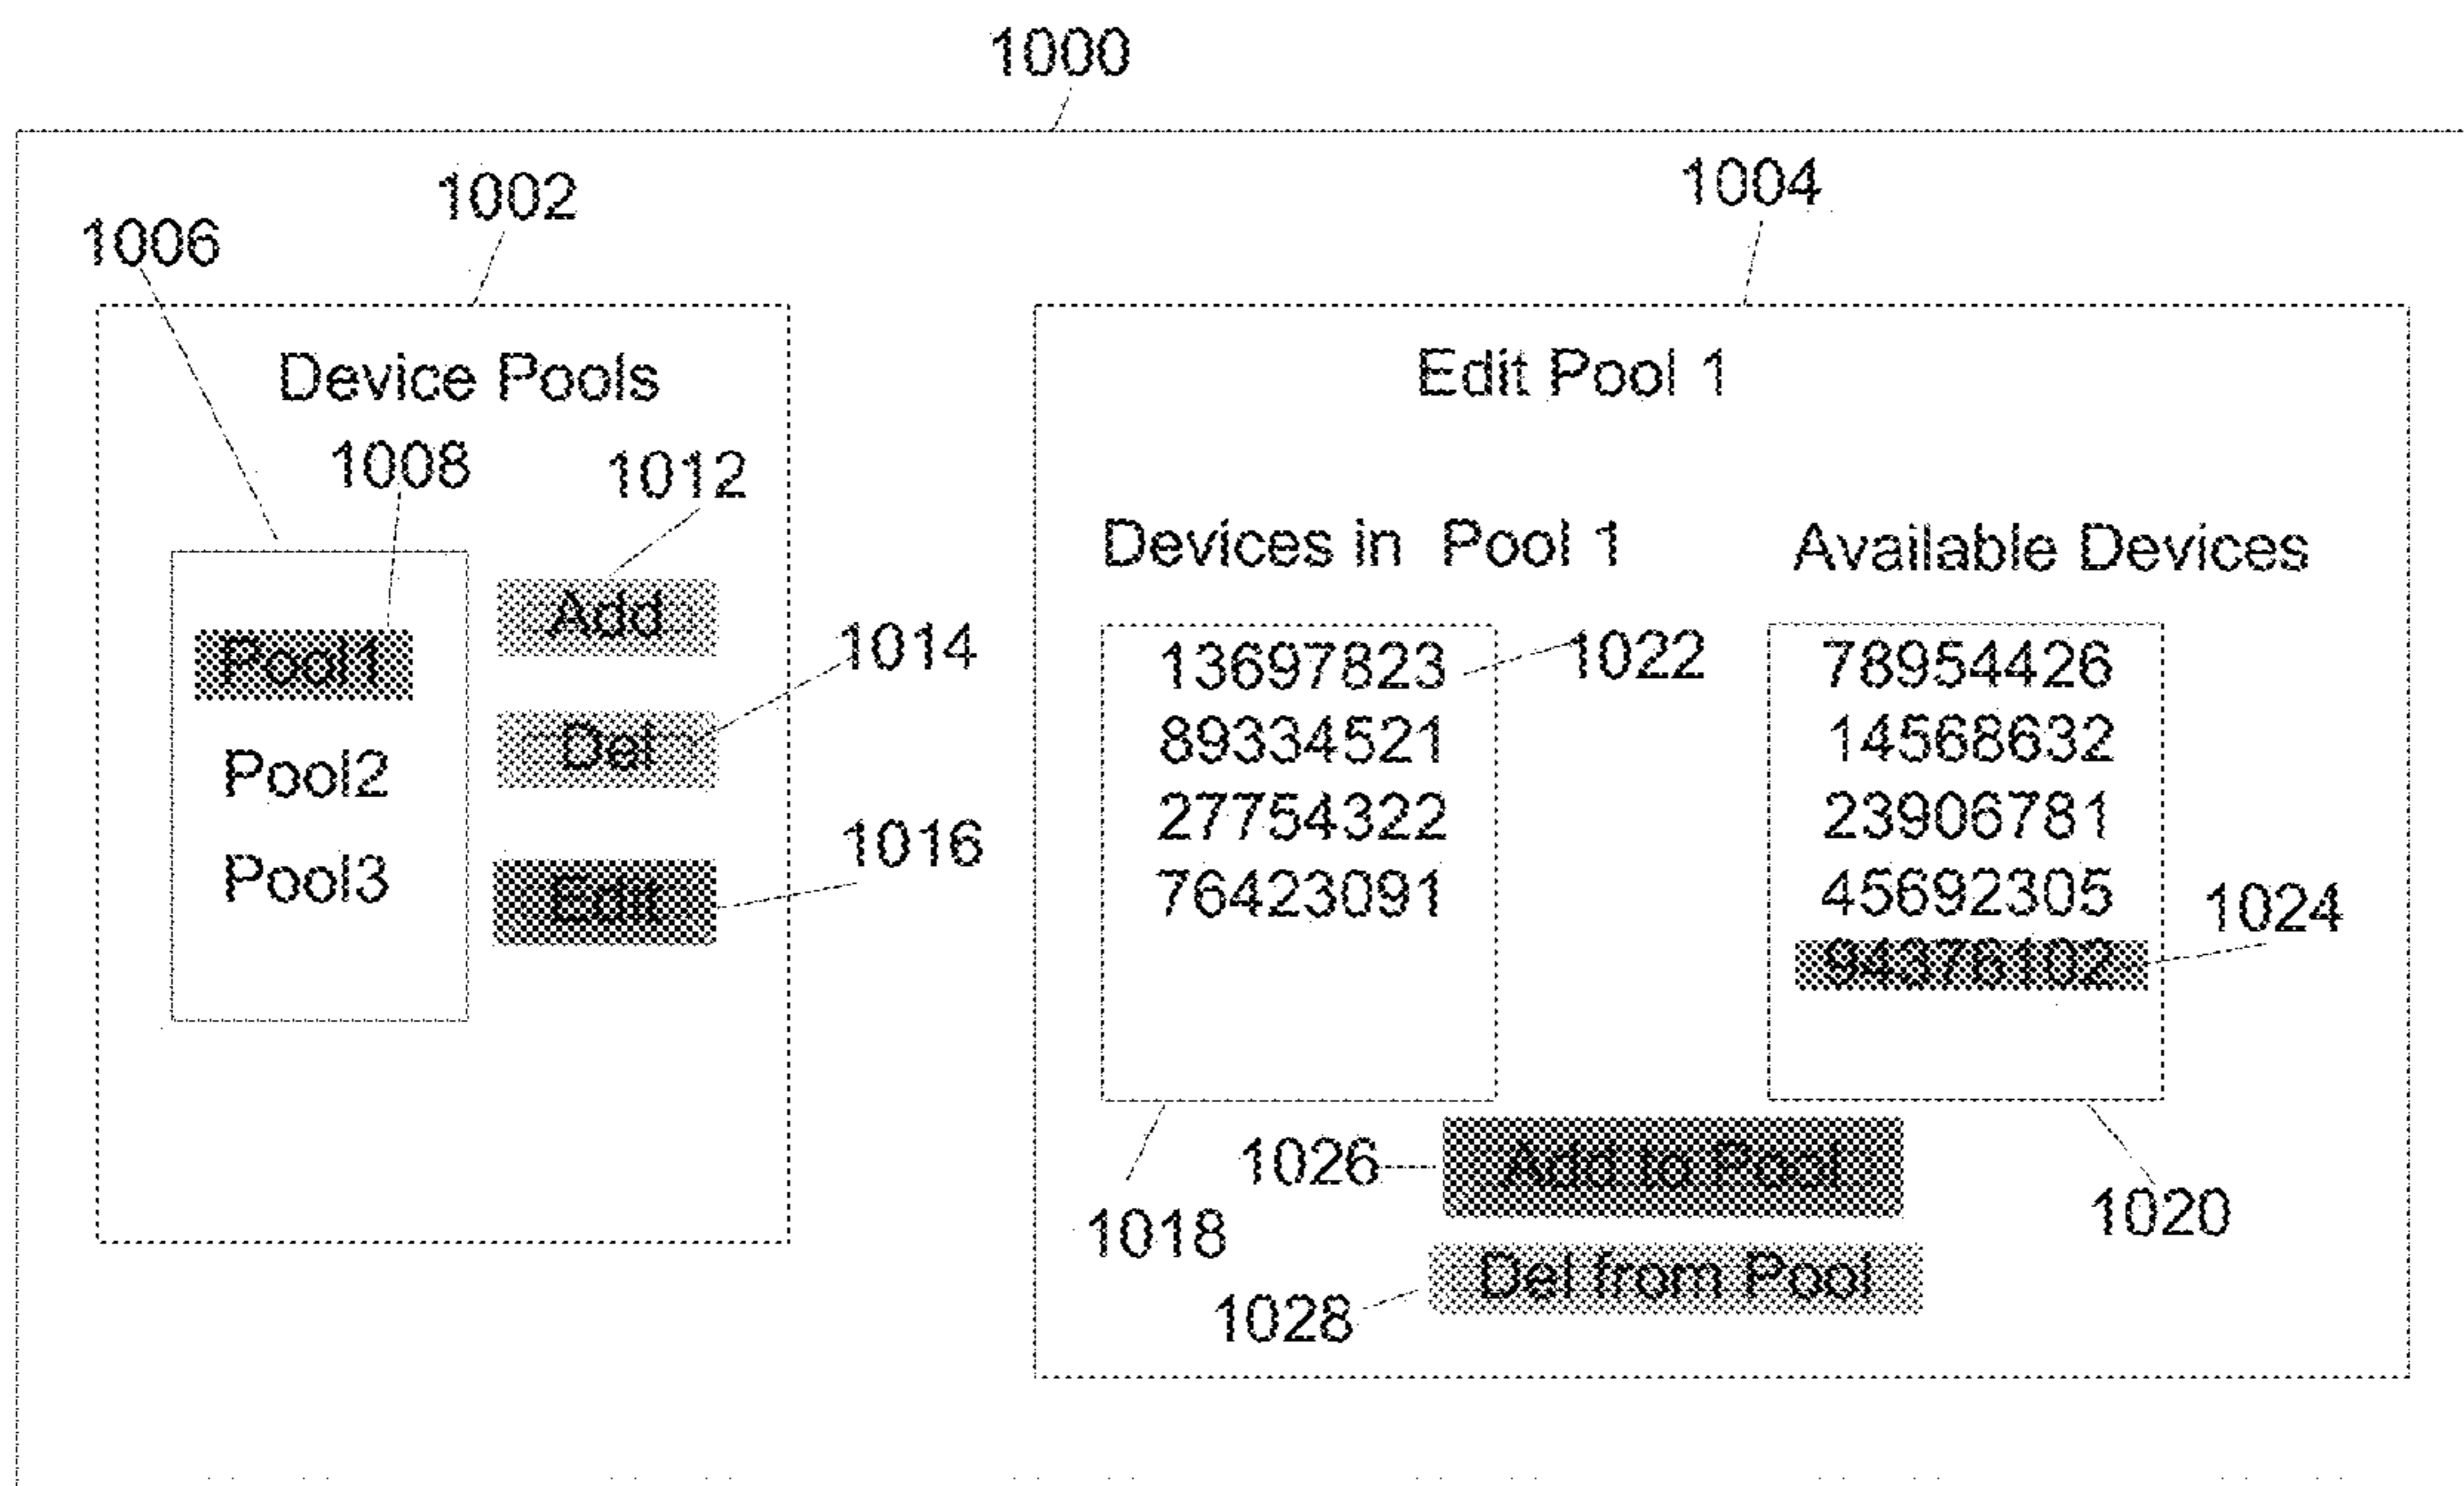 1000
1002
1004
1006
Device Pools
1008
1012
Pool1
Pool2
Pool3
Add
1014
Del
1016
Edit
Edit Pool 1
Devices in Pool 1
Available Devices
13697823
1022
89334521
27754322
76423091
78954426
14568632
23906781
45692305
1024
94376102
1026
Add to Pool
1018
1020
Del from Pool
1028